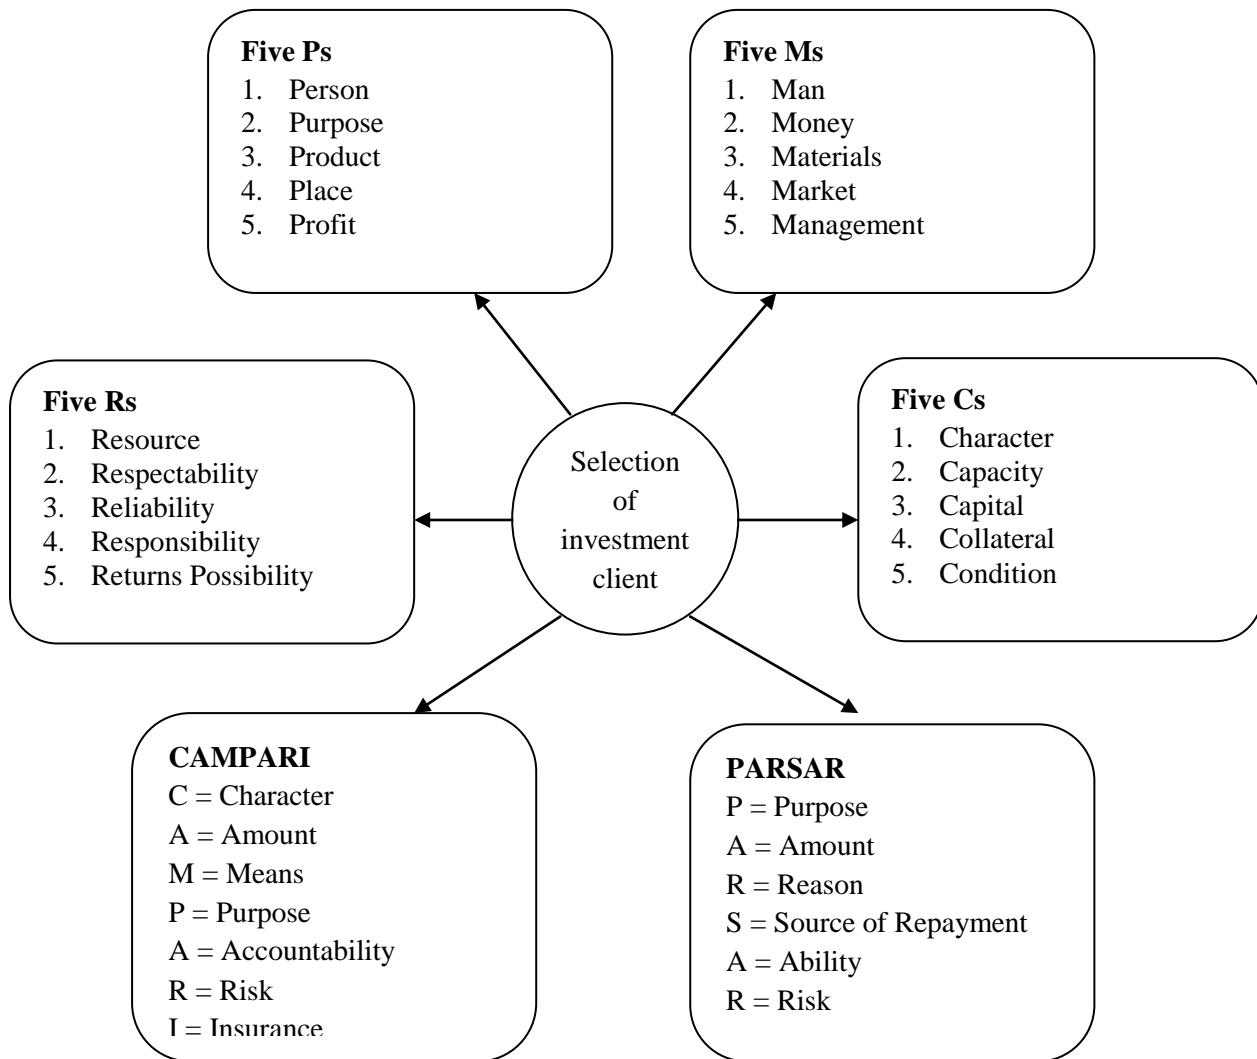 Five Ps
1. Person
2. Purpose
3. Product
4. Place
5. Profit
Five Ms
1. Man
2. Money
3. Materials
4. Market
5. Management
Five Rs
1. Resource
2. Respectability
3. Reliability
4. Responsibility
5. Returns Possibility
Selection
of
investment
client
Five Cs
1. Character
2. Capacity
3. Capital
4. Collateral
5. Condition
CAMPARI
C = Character
A = Amount
M = Means
P = Purpose
A = Accountability
R = Risk
I = Insurance
PARSAR
P = Purpose
A = Amount
R = Reason
S = Source of Repayment
A = Ability
R = Risk